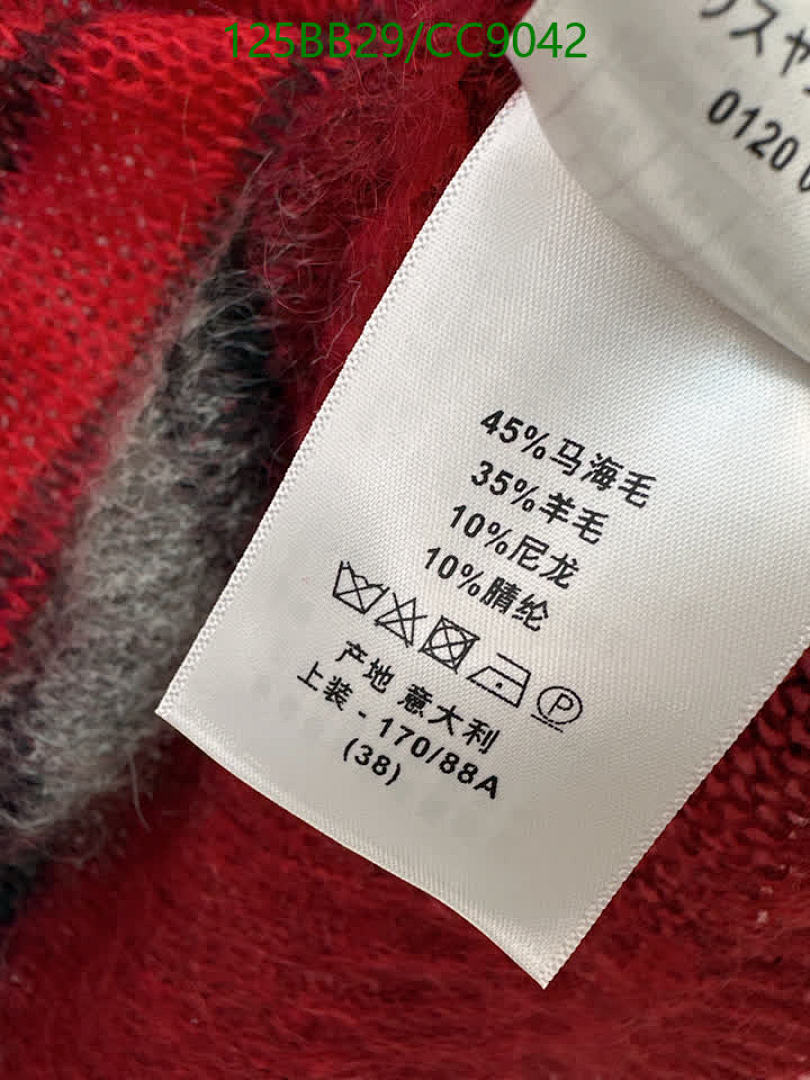 125BB29/CC9042
0120
45%马海毛
35%羊毛
10%尼龙
10%腈纶
P
产地 意大利
上装 - 170/88A
(38)